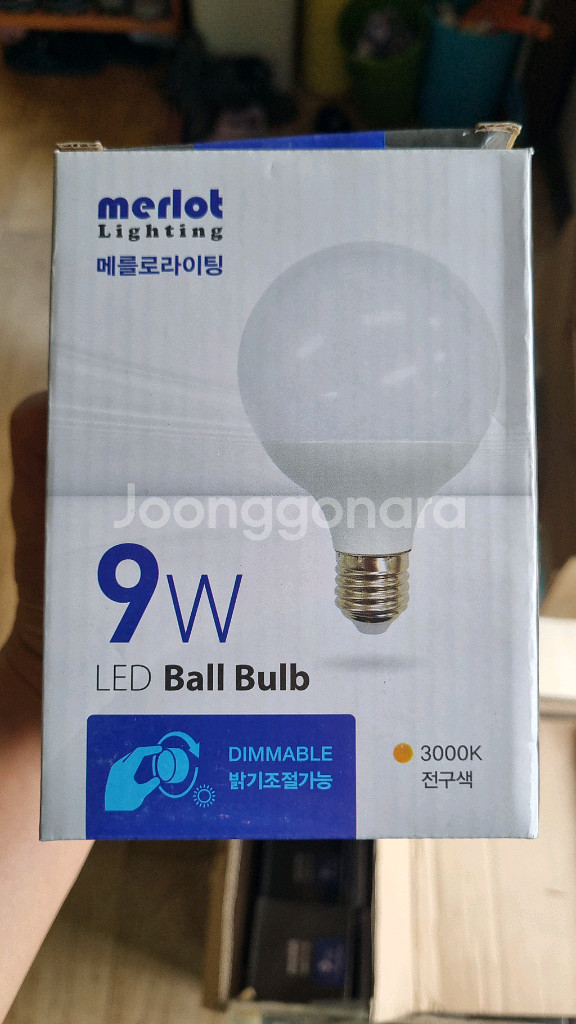 merlot
Lighting
메를로라이팅
Joonggonara
9W
LED Ball Bulb
DIMMABLE
밝기조절가능
3000K
전구색